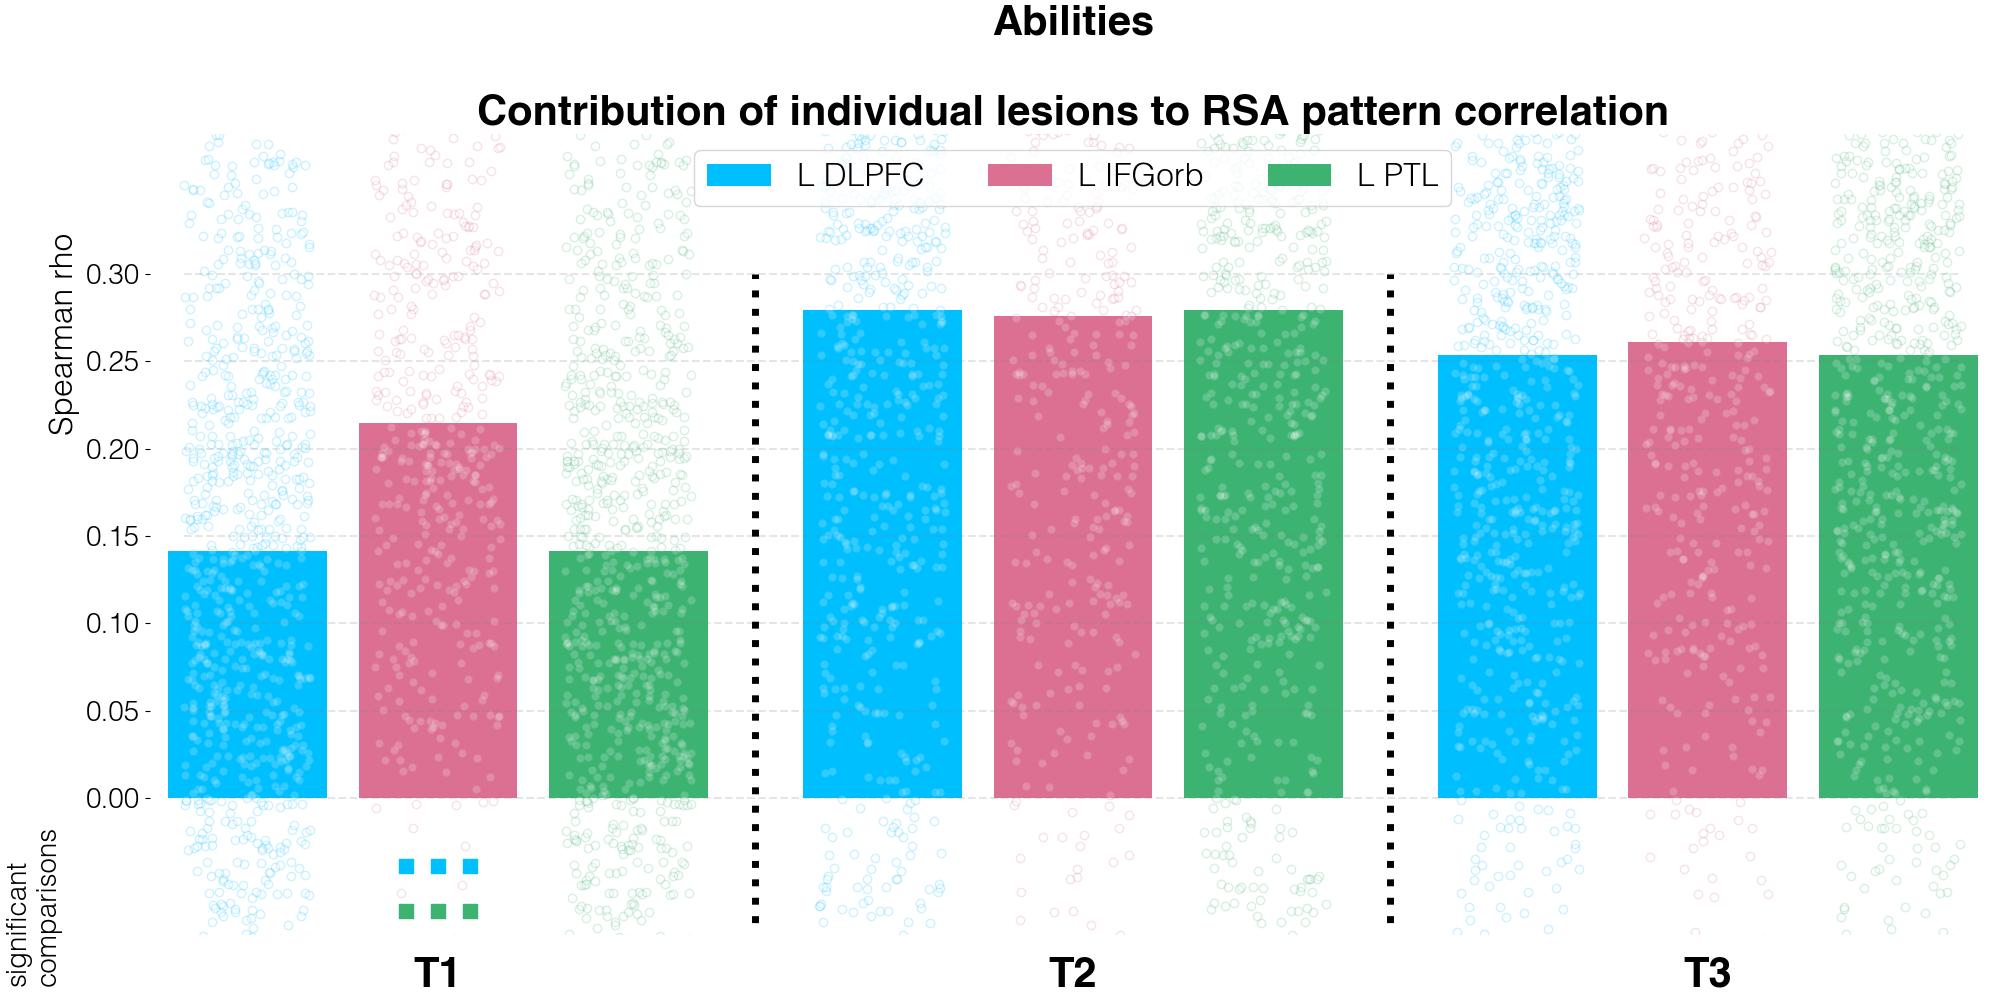 Abilities
Contribution of individual lesions to RSA pattern correlation
L DLPFC
L IFGorb
L PTL
Spearman rho
0.30
0.25
0.20
0.15
0.10
0.05
0.00
significant
comparisons
T1
T2
T3